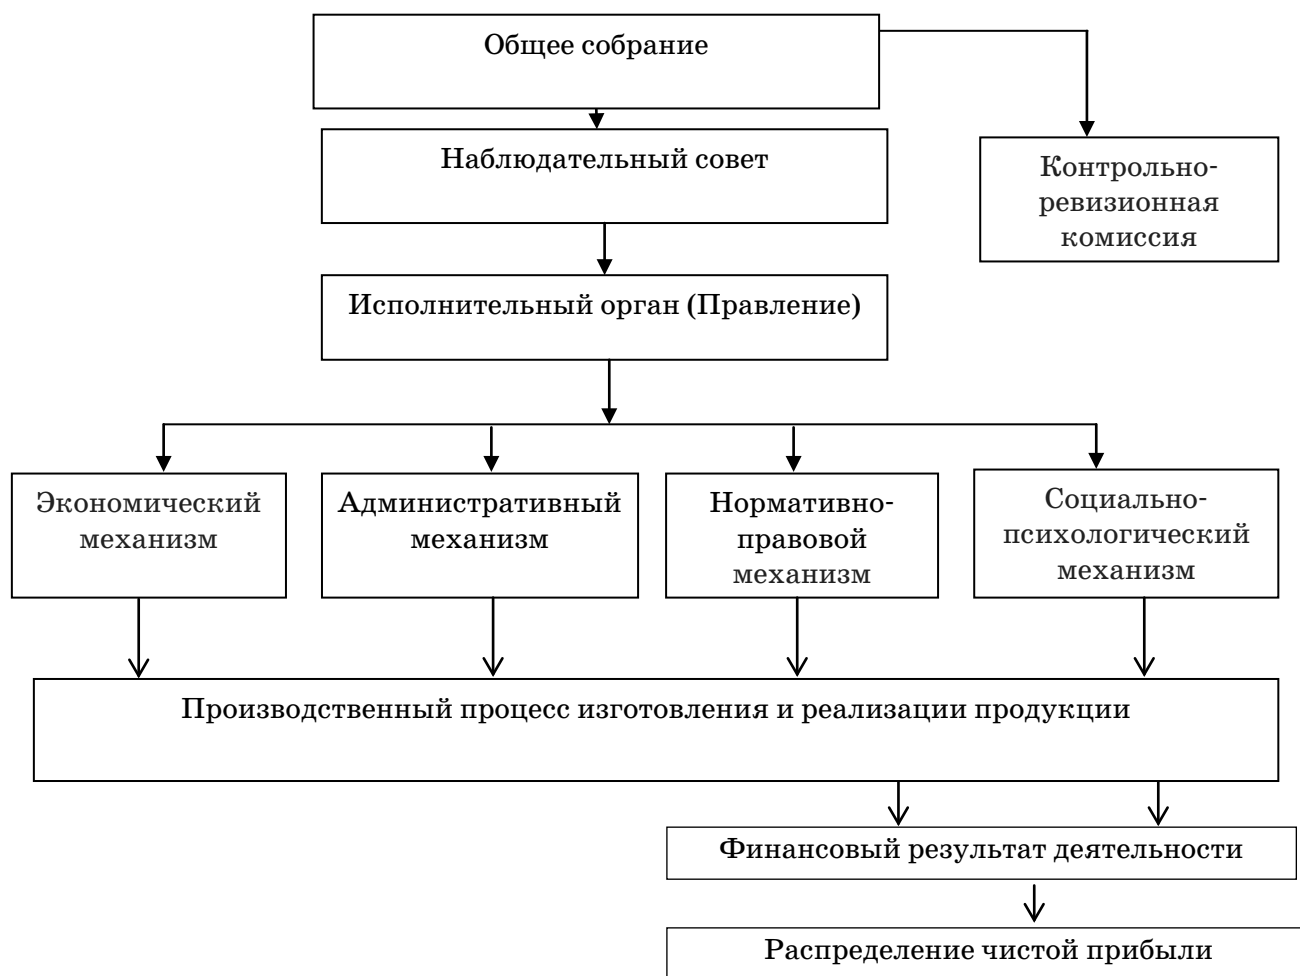 Общее собрание
Наблюдательный совет
Контрольно-
ревизионная
комиссия
Исполнительный орган (Правление)
Экономический
механизм
Административный
механизм
Нормативно-
правовой
механизм
Социально-
психологический
механизм
Производственный процесс изготовления и реализации продукции
Финансовый результат деятельности
Распределение чистой прибыли